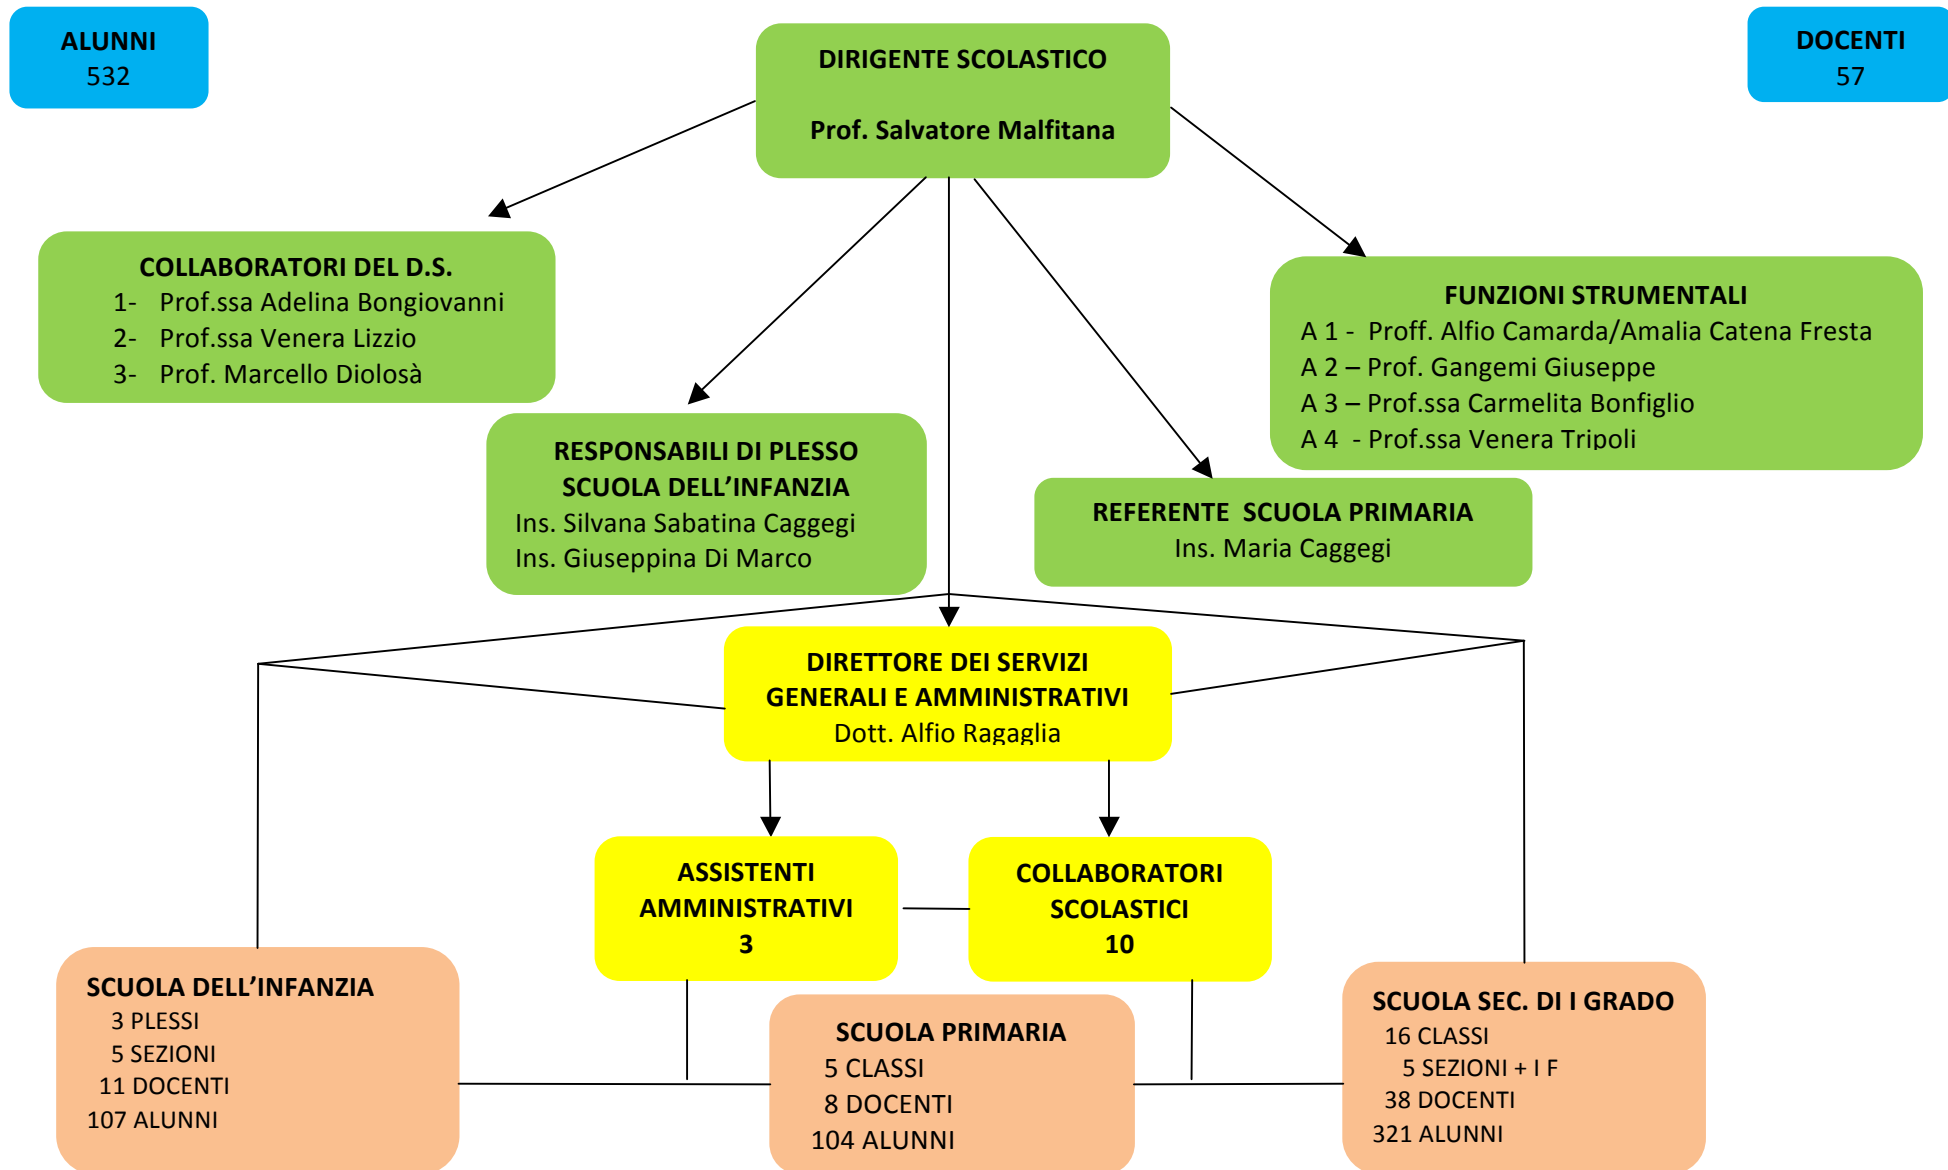 ALUNNI
532
DIRIGENTE SCOLASTICO
Prof. Salvatore Malfitana
DOCENTI
57
COLLABORATORI DEL D.S.
1- Prof.ssa Adelina Bongiovanni
2- Prof.ssa Venera Lizzio
3- Prof. Marcello Diolosà
FUNZIONI STRUMENTALI
A 1 - Proff. Alfio Camarda/Amalia Catena Fresta
A 2 – Prof. Gangemi Giuseppe
A 3 – Prof.ssa Carmelita Bonfiglio
A 4 - Prof.ssa Venera Tripoli
RESPONSABILI DI PLESSO
SCUOLA DELL’INFANZIA
Ins. Silvana Sabatina Caggegi
Ins. Giuseppina Di Marco
REFERENTE SCUOLA PRIMARIA
Ins. Maria Caggegi
DIRETTORE DEI SERVIZI
GENERALI E AMMINISTRATIVI
Dott. Alfio Ragaglia
ASSISTENTI
AMMINISTRATIVI
3
COLLABORATORI
SCOLASTICI
10
SCUOLA DELL’INFANZIA
3 PLESSI
5 SEZIONI
11 DOCENTI
107 ALUNNI
SCUOLA PRIMARIA
5 CLASSI
8 DOCENTI
104 ALUNNI
SCUOLA SEC. DI I GRADO
16 CLASSI
5 SEZIONI + I F
38 DOCENTI
321 ALUNNI